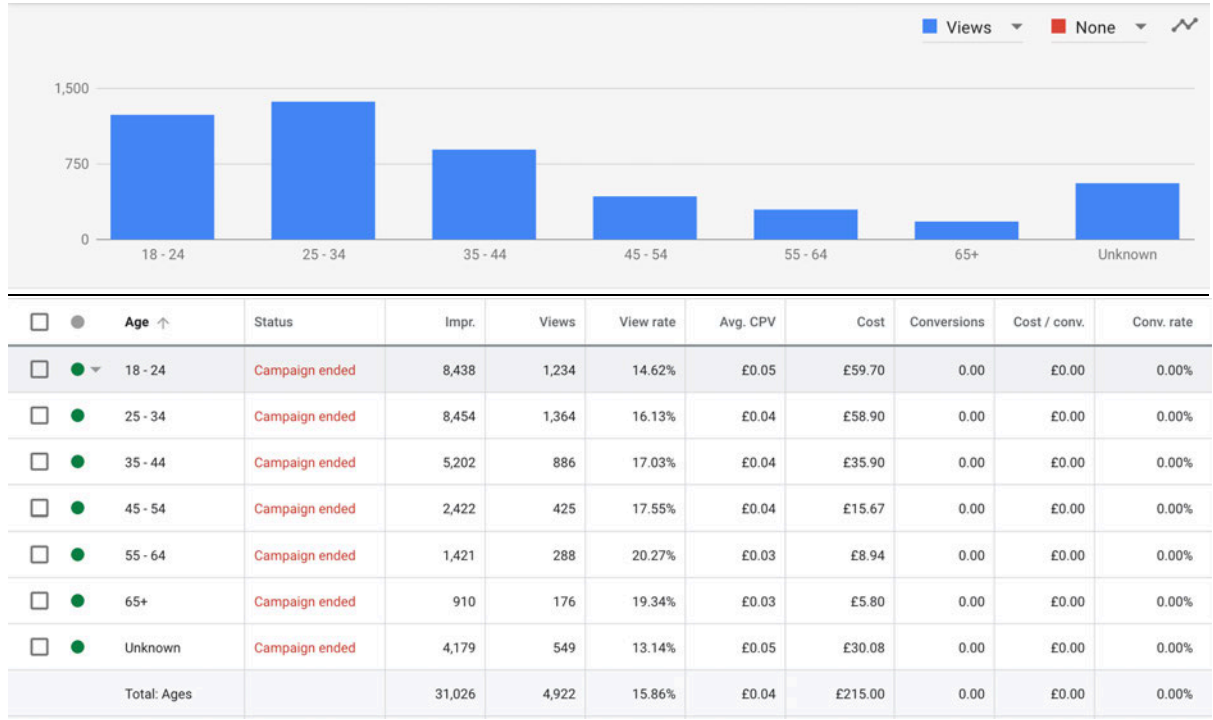 Views None
1,500
750
0
18 - 24 25 - 34 35 - 44 45 - 54 55 - 64 65+ Unknown
Age Status Impr. Views View rate Avg. CPV Cost Conversions Cost / conv. Conv. rate
18 - 24 Campaign ended 8,438 1,234 14.62% £0.05 £59.70 0.00 £0.00 0.00%
25 - 34 Campaign ended 8,454 1,364 16.13% £0.04 £58.90 0.00 £0.00 0.00%
35 - 44 Campaign ended 5,202 886 17.03% £0.04 £35.90 0.00 £0.00 0.00%
45 - 54 Campaign ended 2,422 425 17.55% £0.04 £15.67 0.00 £0.00 0.00%
55 - 64 Campaign ended 1,421 288 20.27% £0.03 £8.94 0.00 £0.00 0.00%
65+ Campaign ended 910 176 19.34% £0.03 £5.80 0.00 £0.00 0.00%
Unknown Campaign ended 4,179 549 13.14% £0.05 £30.08 0.00 £0.00 0.00%
Total: Ages 31,026 4,922 15.86% £0.04 £215.00 0.00 £0.00 0.00%